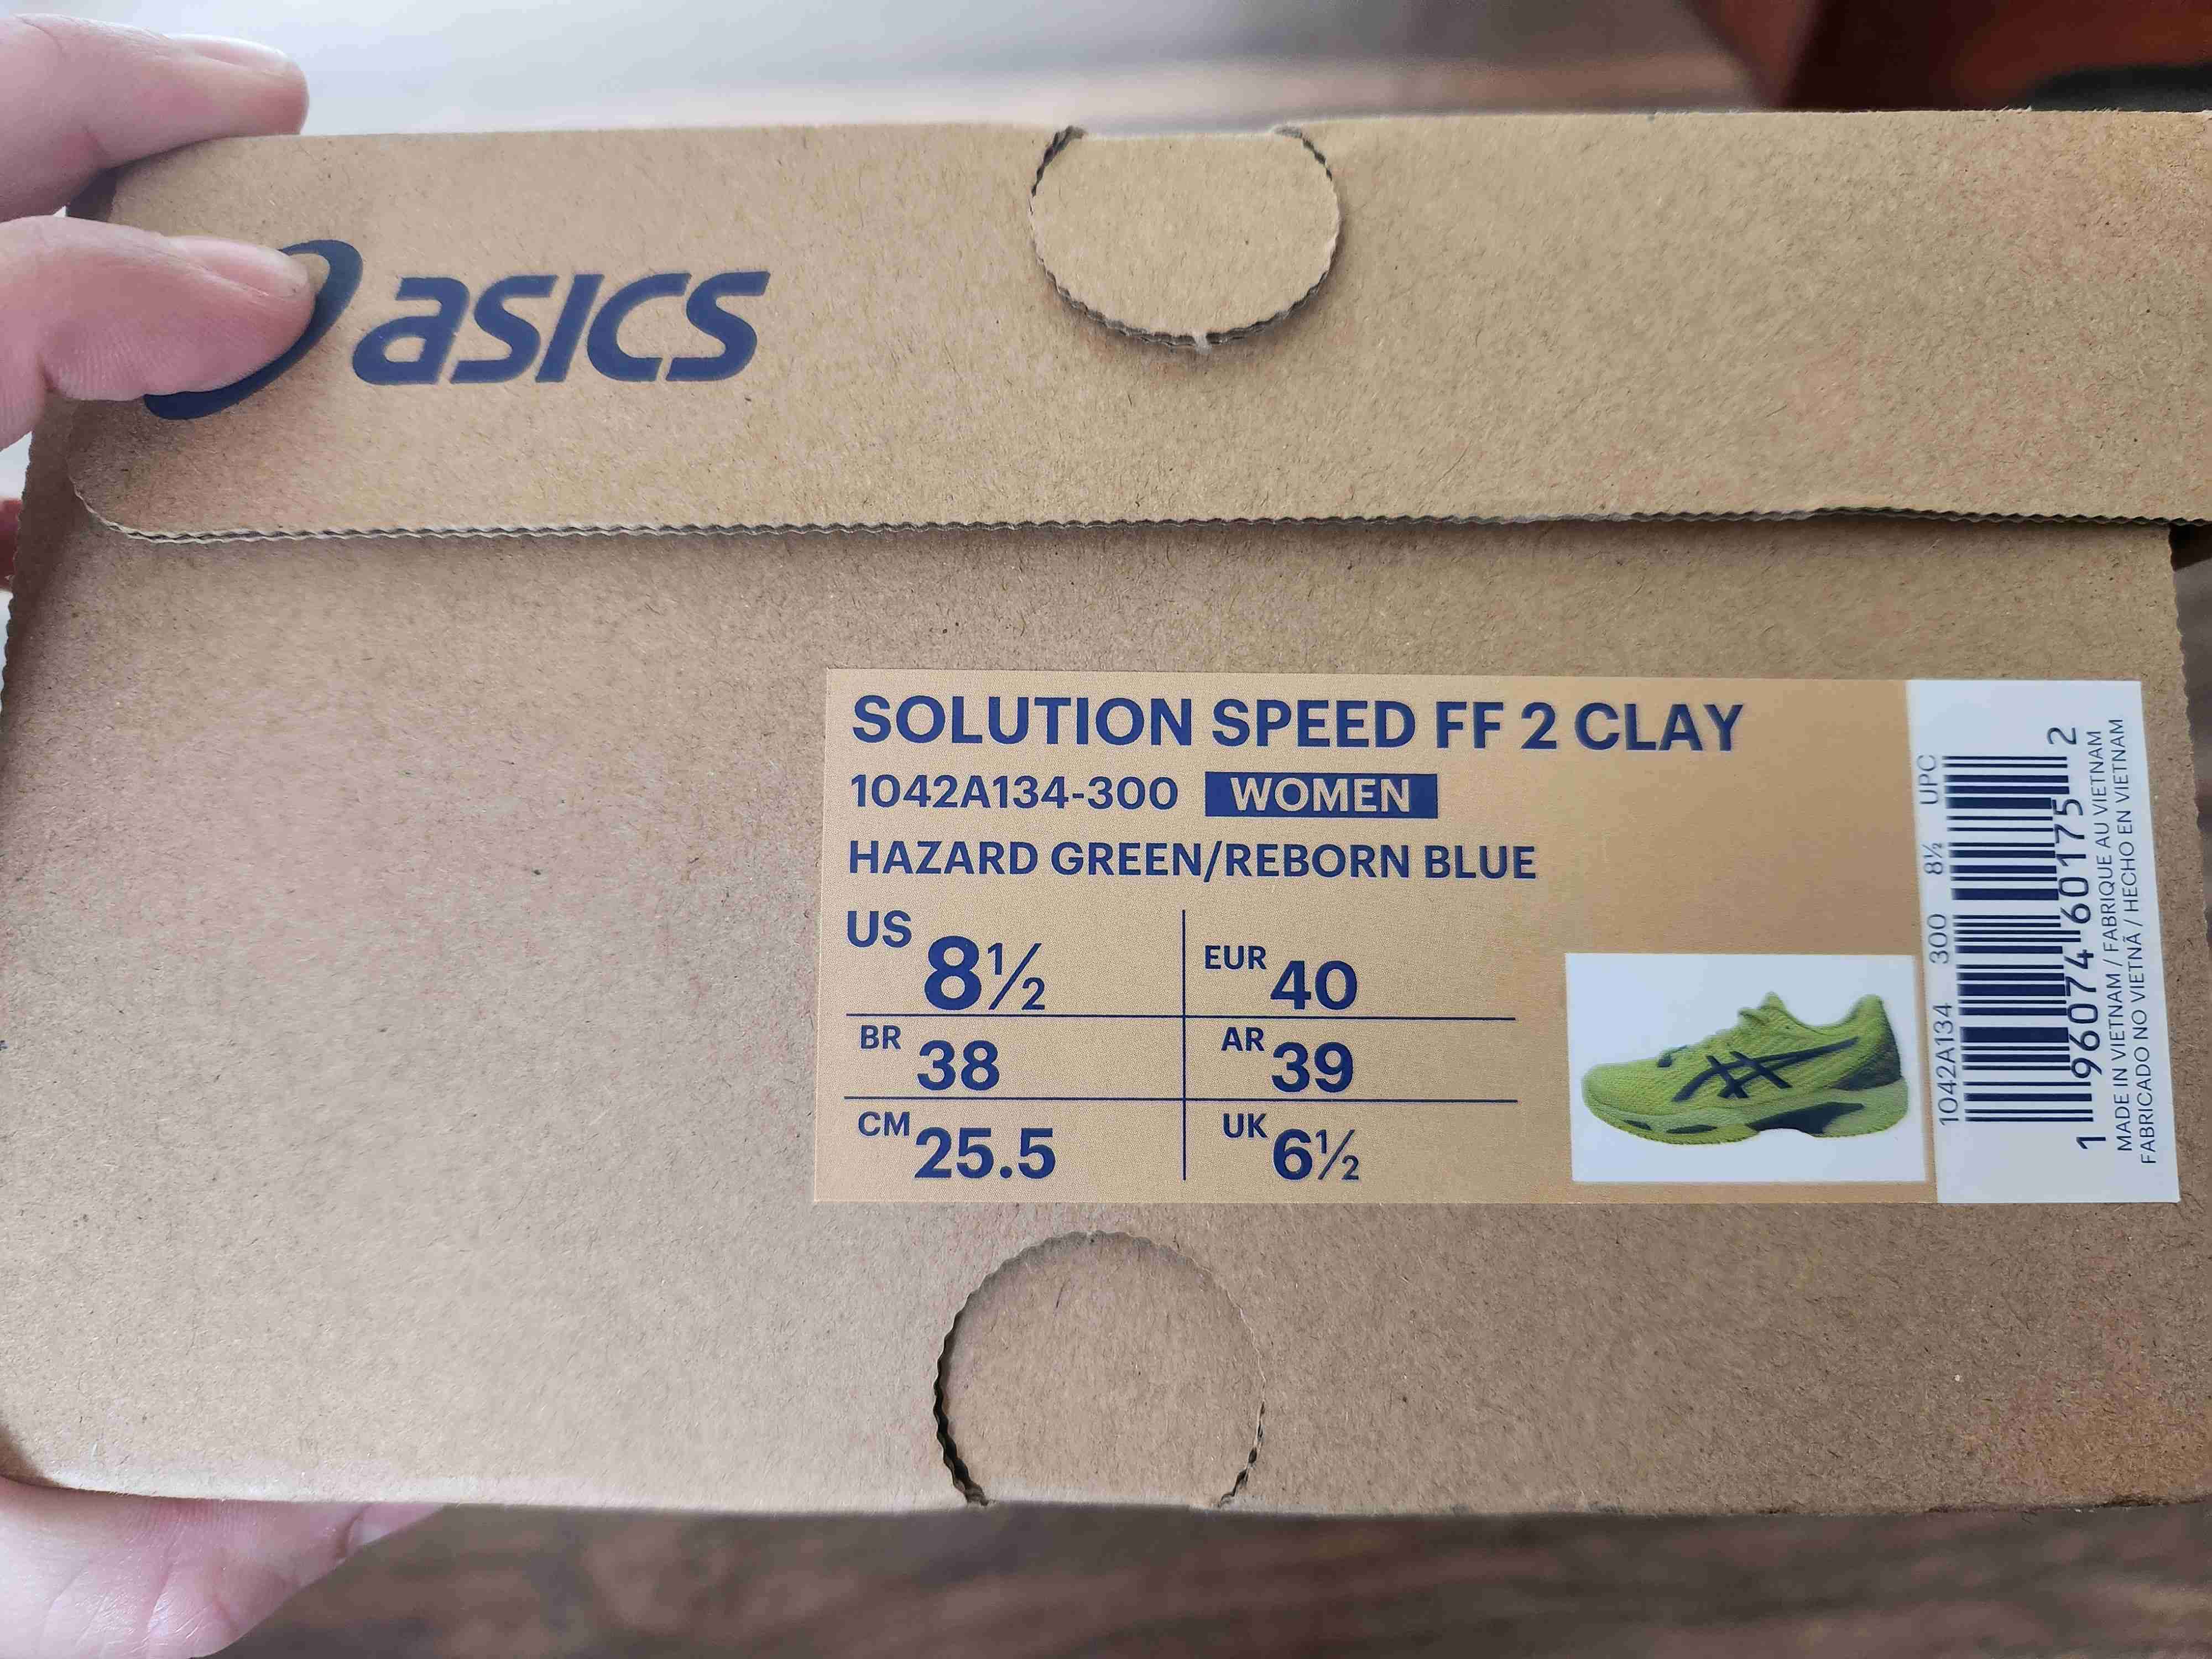 asics
SOLUTION SPEED FF 2 CLAY
1042A134-300 WOMEN
HAZARD GREEN/REBORN BLUE
US 8½ EUR 40
BR 38 AR 39
CM 25.5 UK 6½
1042A134 300 8½ UPC
1 96074 60175 2
MADE IN VIETNAM / FABRIQUE AU VIETNAM
FABRICADO NO VIETNÃ / HECHO EN VIETNAM